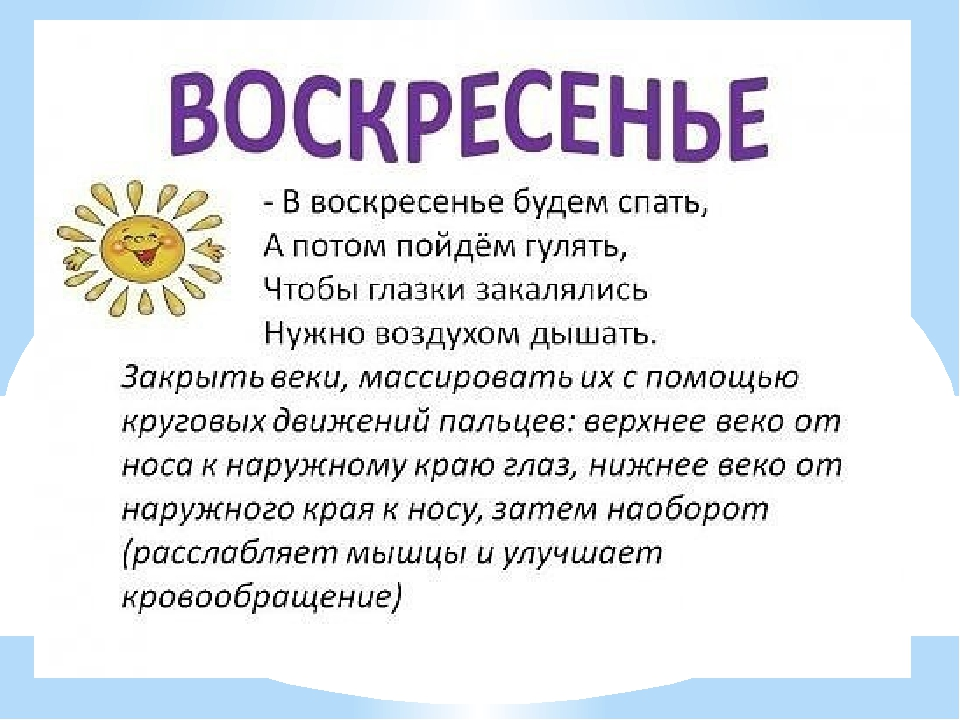 ВОСКРЕСЕНЬЕ
- В воскресенье будем спать,
А потом пойдём гулять,
Чтобы глазки закалялись
Нужно воздухом дышать.
Закрыть веки, массировать их с помощью
круговых движений пальцев: верхнее веко от
носа к наружному краю глаз, нижнее веко от
наружного края к носу, затем наоборот
(расслабляет мышцы и улучшает
кровообращение)